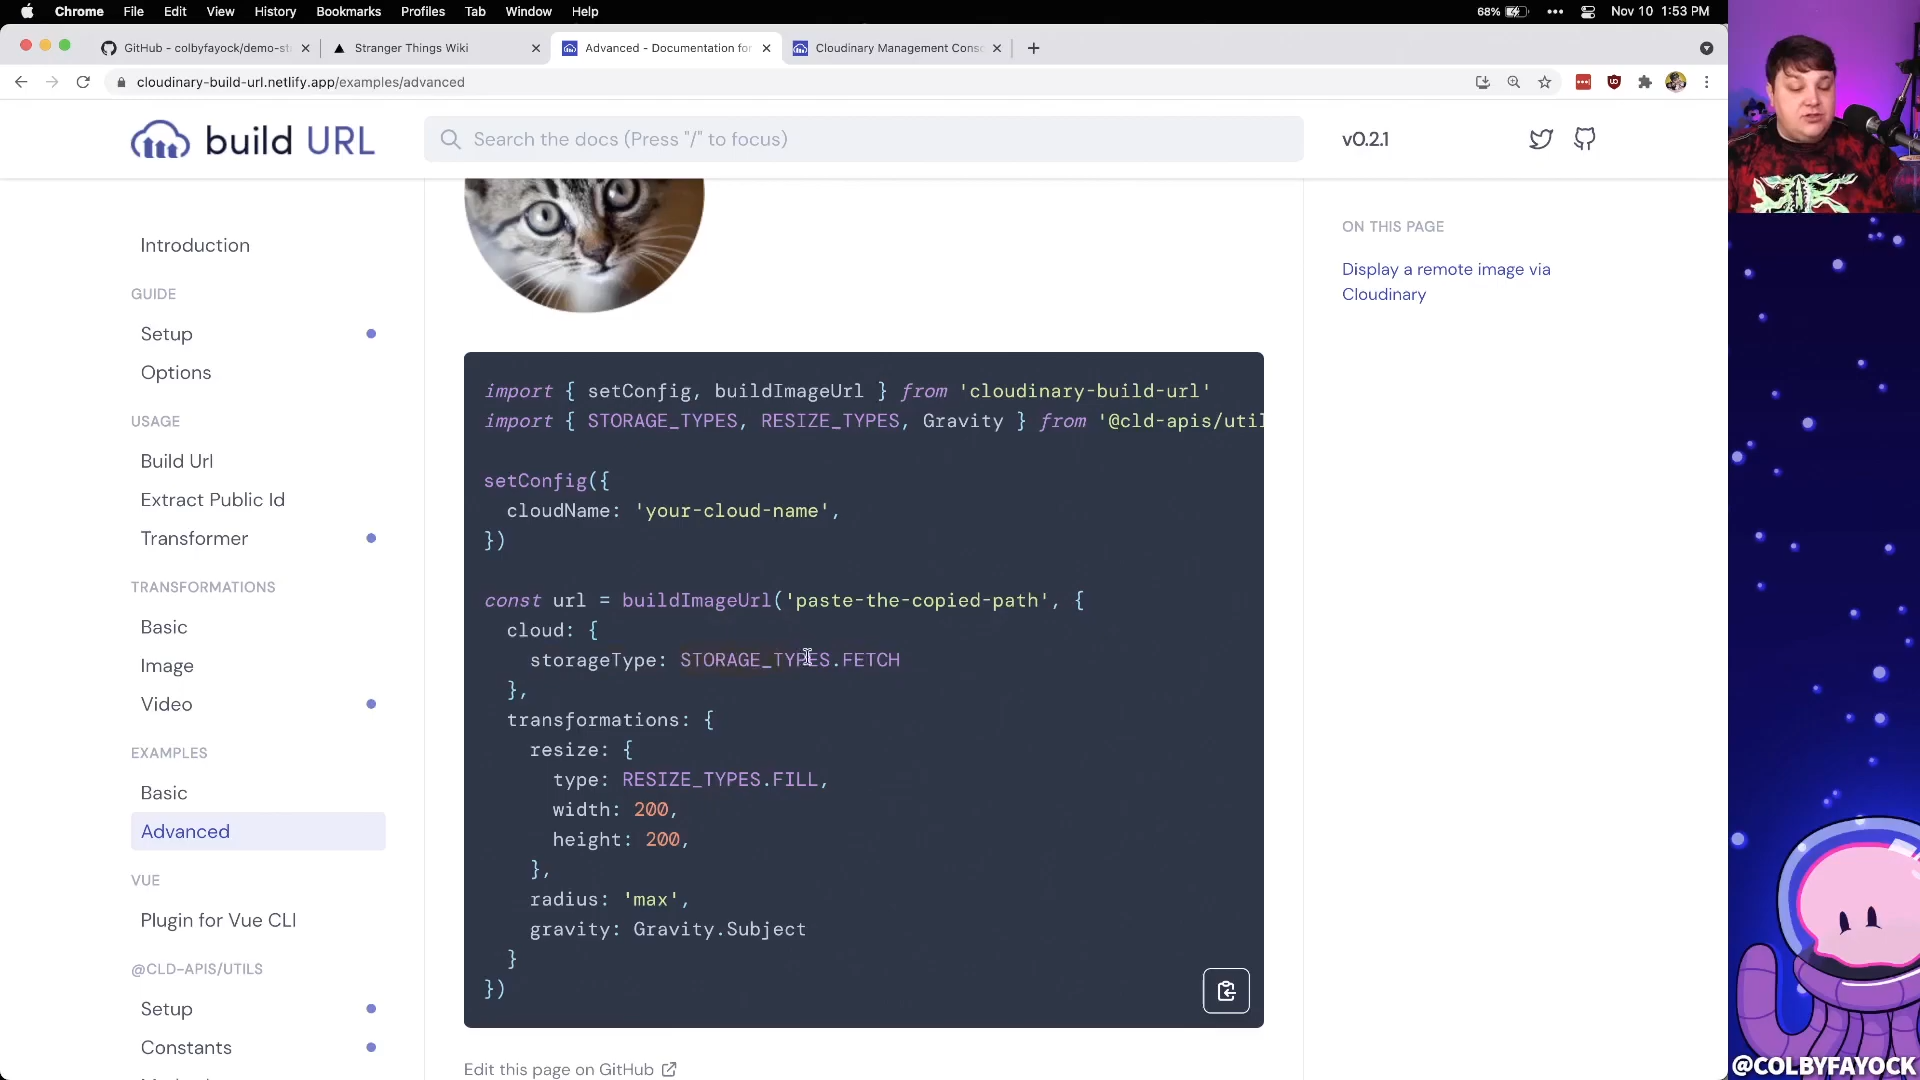 Chrome File Edit View History Bookmarks Profiles Tab Window Help 68% Nov 10 1:53 PM
GitHub - colbyfayock/demo-st Stranger Things Wiki Advanced - Documentation for Cloudinary Management Conso
cloudinary-build-url.netlify.app/examples/advanced
build URL
Search the docs (Press "/" to focus)
v0.2.1
Introduction
GUIDE
Setup
Options
USAGE
Build Url
Extract Public Id
Transformer
TRANSFORMATIONS
Basic
Image
Video
EXAMPLES
Basic
Advanced
VUE
Plugin for Vue CLI
@CLD-APIS/UTILS
Setup
Constants
import { setConfig, buildImageUrl } from 'cloudinary-build-url'
import { STORAGE_TYPES, RESIZE_TYPES, Gravity } from '@cld-apis/util
setConfig({
cloudName: 'your-cloud-name',
})
const url = buildImageUrl('paste-the-copied-path', {
cloud: {
storageType: STORAGE_TYPES.FETCH
},
transformations: {
resize: {
type: RESIZE_TYPES.FILL,
width: 200,
height: 200,
},
radius: 'max',
gravity: Gravity.Subject
}
})
Edit this page on GitHub
ON THIS PAGE
Display a remote image via
Cloudinary
@COLBYFAYOCK